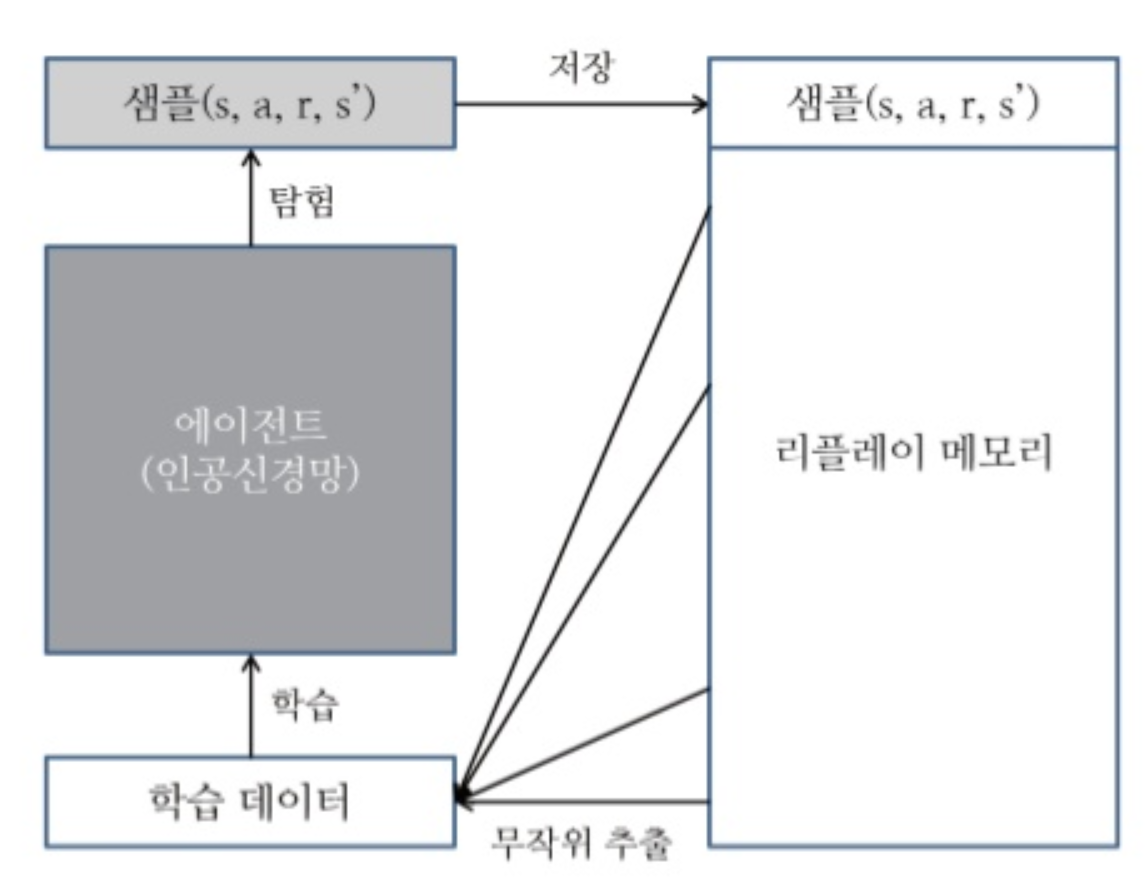 샘플(s, a, r, s’)
저장
샘플(s, a, r, s’)
탐험
에이전트
(인공신경망)
리플레이 메모리
학습
학습 데이터
무작위 추출